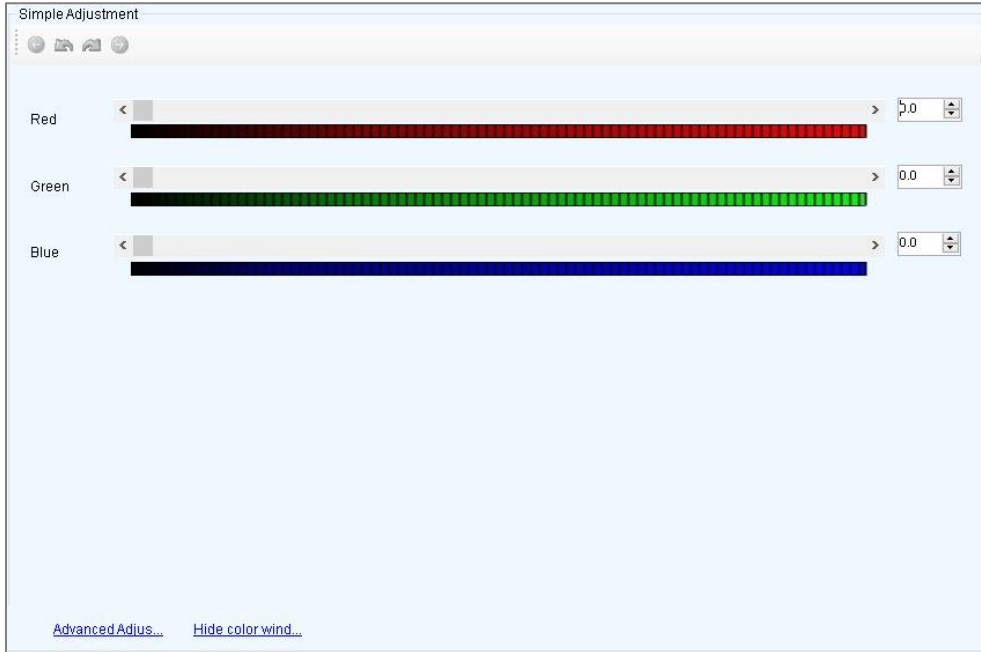 Simple Adjustment
Red
0.0
Green
0.0
Blue
0.0
Advanced Adjus...
Hide color wind...